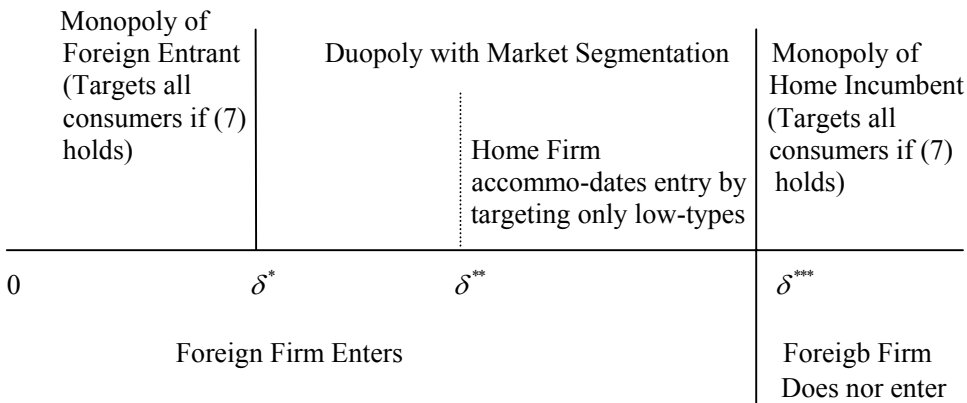 Monopoly of
Foreign Entrant
(Targets all
consumers if (7)
holds)
Duopoly with Market Segmentation
Home Firm
accommo-dates entry by
targeting only low-types
Monopoly of
Home Incumbent
(Targets all
consumers if (7)
holds)
0 δ* δ** δ***
Foreign Firm Enters
Foreigb Firm
Does nor enter